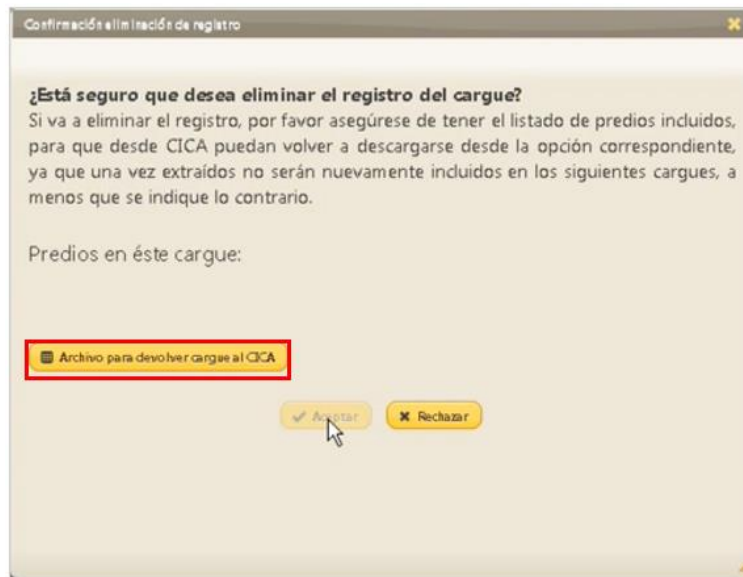 Confirmación eliminación de registro
¿Está seguro que desea eliminar el registro del cargue?
Si va a eliminar el registro, por favor asegúrese de tener el listado de predios incluidos,
para que desde CICA puedan volver a descargarse desde la opción correspondiente,
ya que una vez extraídos no serán nuevamente incluidos en los siguientes cargues, a
menos que se indique lo contrario.
Predios en éste cargue:
Archivo para devolver cargue al CICA
Aceptar
Rechazar